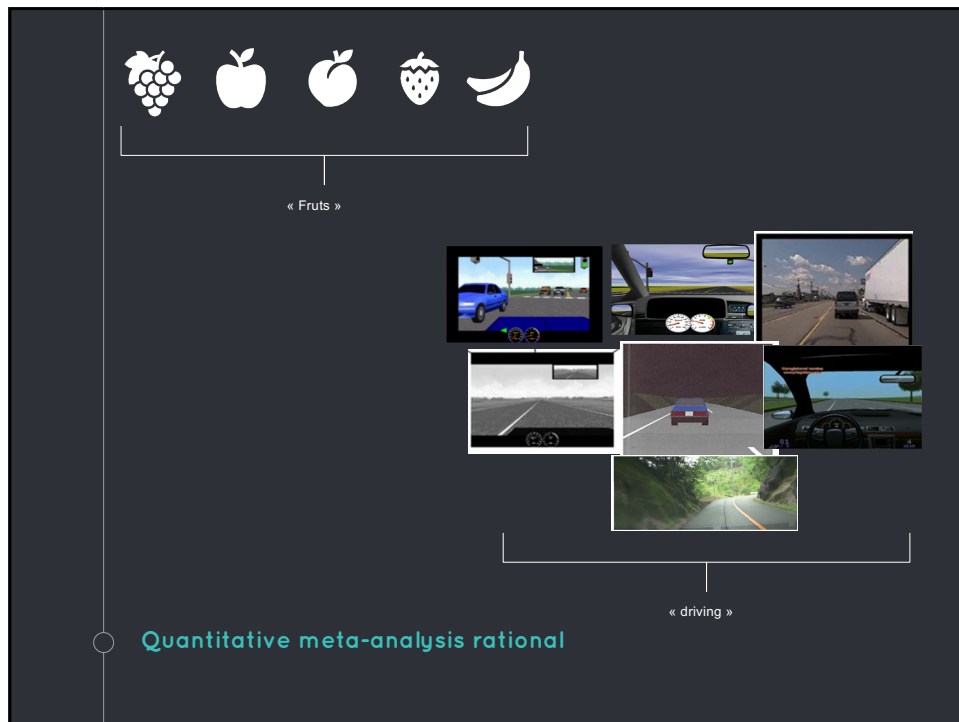 « Fruts »
« driving »
Quantitative meta-analysis rational